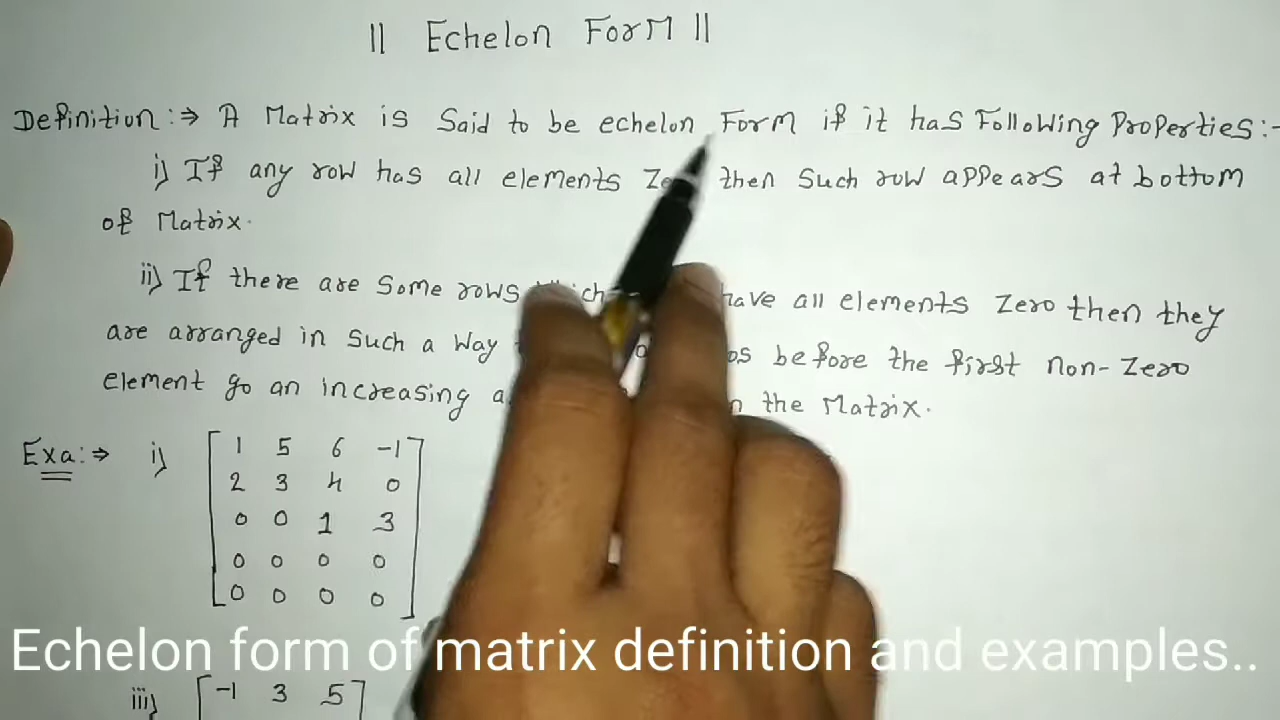 || Echelon Form ||
Definition :⇒ A Matrix is Said to be echelon Form if it has Following Properties:-
i) If any row has all elements then Such row appears at bottom
of Matrix.
ii) If there are Some rows have all elements Zero then they
are arranged in Such a Way before the first Non-Zero
element go an increasing the Matrix.
Exa:⇒ i) 1 5 6 -1
2 3 4 0
0 0 1 3
0 0 0 0
0 0 0 0
Echelon form of matrix definition and examples..
iii) -1 3 5